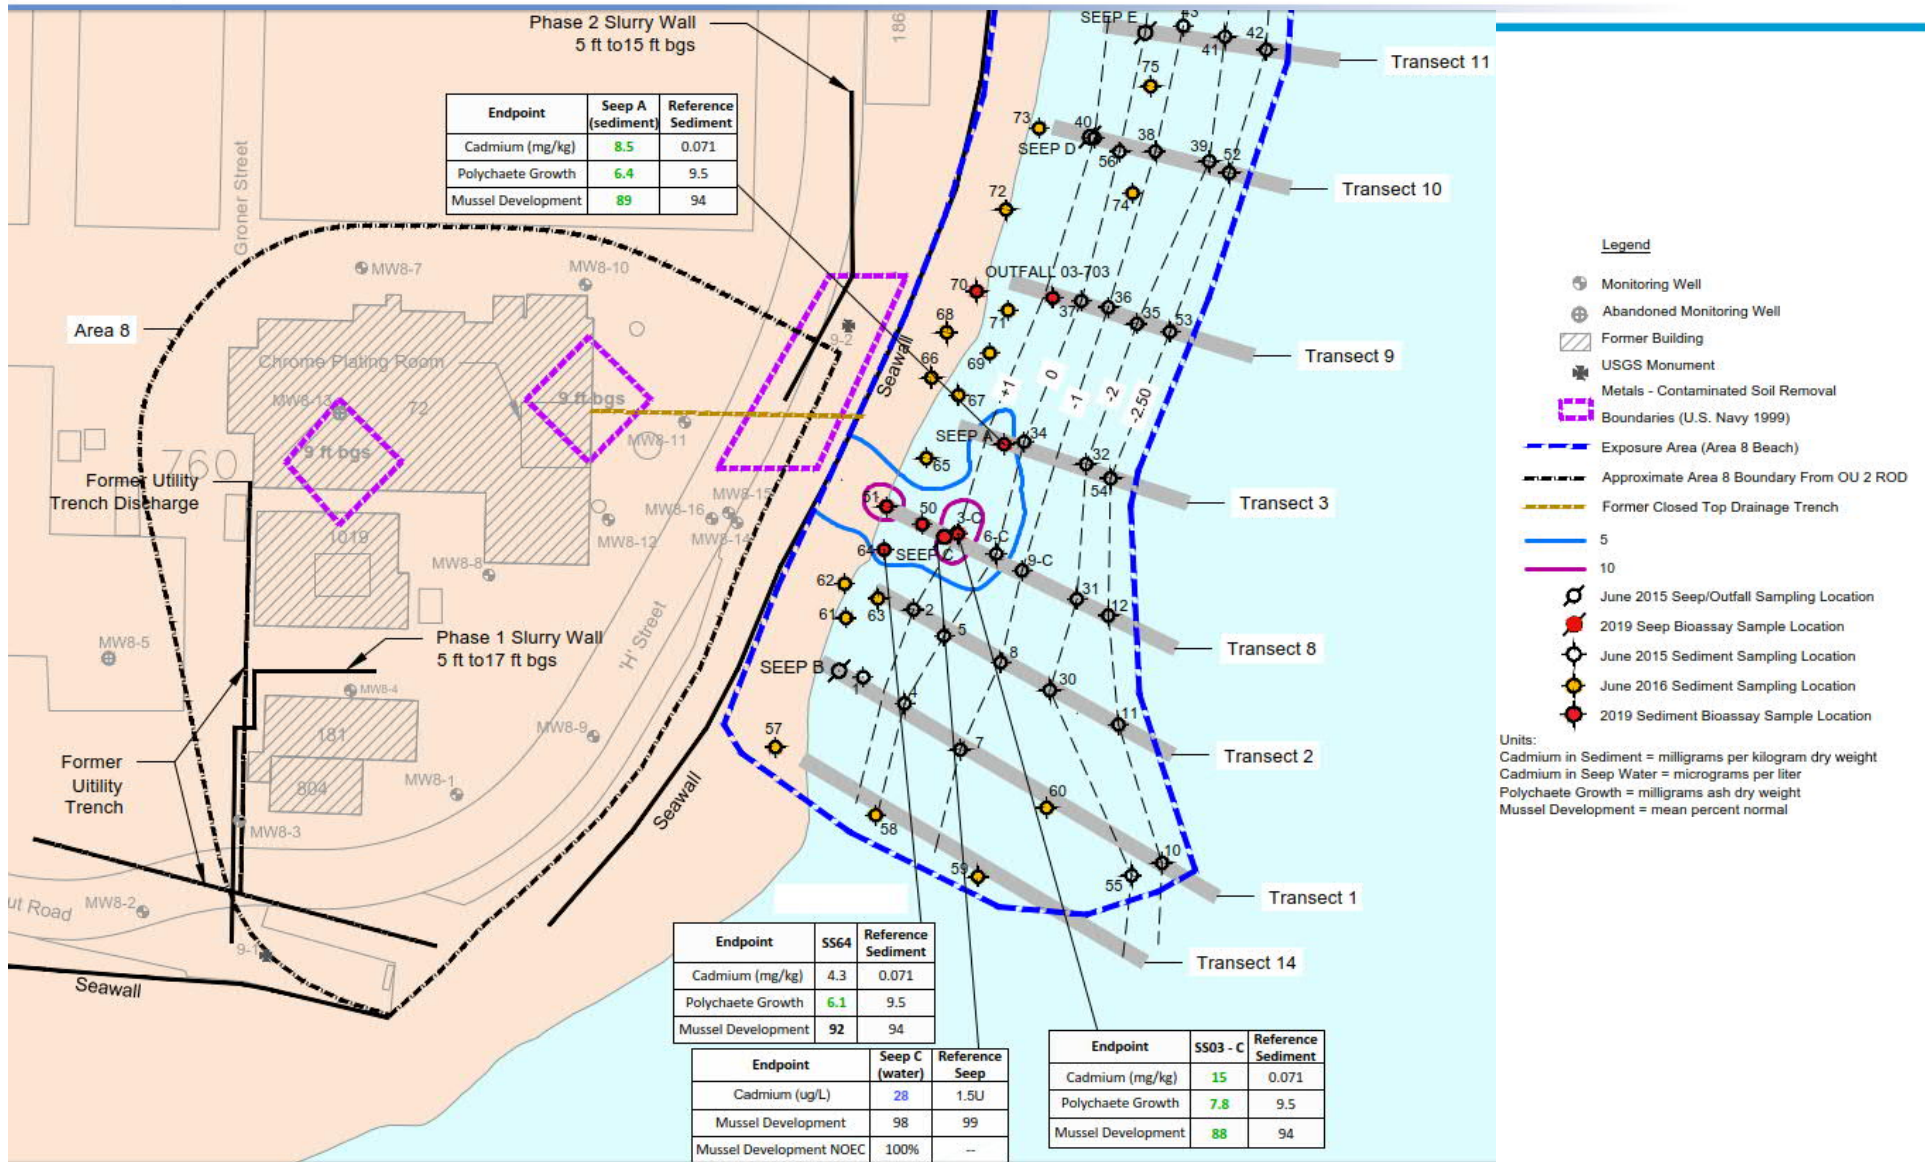 Phase 2 Slurry Wall
5 ft to15 ft bgs
186
Groner Street
Endpoint Seep A (sediment) Reference Sediment
Cadmium (mg/kg) 8.5 0.071
Polychaete Growth 6.4 9.5
Mussel Development 89 94
SEEP E
43
41
42
Transect 11
75
73
40
SEEP D
56
38
39
52
Transect 10
72
74
MW8-7
MW8-10
Area 8
Chrome Plating Room
9-2
Seawall
OUTFALL 03-703
70
71
37
36
35
53
Transect 9
68
69
66
67
MW8-13
72
9 ft bgs
9 ft bgs
MW8-11
+1
0
-1
-2
-2.50
SEEP A
34
32
54
Transect 3
65
760
Former Utility
Trench Discharge
MW8-15
MW8-16
MW8-14
MW8-12
1019
MW8-8
51
50
3-C
6-C
9-C
64
SEEP C
31
12
Transect 8
62
61
63
2
5
8
30
11
Transect 2
MW8-5
Phase 1 Slurry Wall
5 ft to17 ft bgs
'H' Street
SEEP B
1
4
7
60
10
55
Transect 1
MW8-4
181
804
MW8-9
MW8-1
MW8-3
Former
Uitility
Trench
57
58
59
Transect 14
Seawall
ut Road
MW8-2
9-1
Seawall
Endpoint SS64 Reference Sediment
Cadmium (mg/kg) 4.3 0.071
Polychaete Growth 6.1 9.5
Mussel Development 92 94
Endpoint Seep C (water) Reference Seep
Cadmium (ug/L) 28 1.5U
Mussel Development 98 99
Mussel Development NOEC 100% --
Endpoint SS03 - C Reference Sediment
Cadmium (mg/kg) 15 0.071
Polychaete Growth 7.8 9.5
Mussel Development 88 94
Legend
Monitoring Well
Abandoned Monitoring Well
Former Building
USGS Monument
Metals - Contaminated Soil Removal
Boundaries (U.S. Navy 1999)
Exposure Area (Area 8 Beach)
Approximate Area 8 Boundary From OU 2 ROD
Former Closed Top Drainage Trench
5
10
June 2015 Seep/Outfall Sampling Location
2019 Seep Bioassay Sample Location
June 2015 Sediment Sampling Location
June 2016 Sediment Sampling Location
2019 Sediment Bioassay Sample Location
Units:
Cadmium in Sediment = milligrams per kilogram dry weight
Cadmium in Seep Water = micrograms per liter
Polychaete Growth = milligrams ash dry weight
Mussel Development = mean percent normal